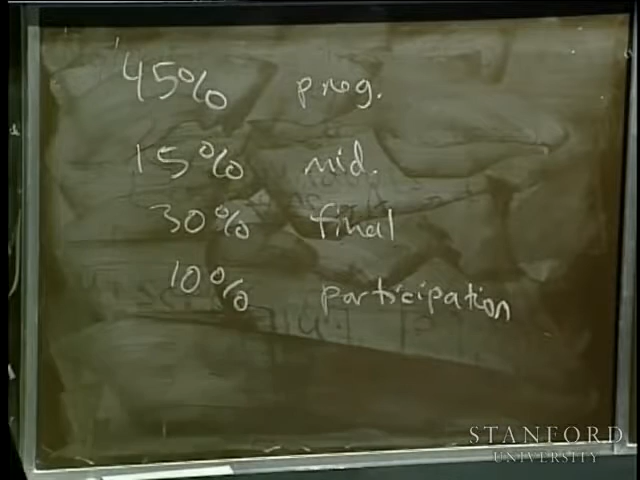 45% prog.
15% mid.
30% final
10% participation
STANFORD
UNIVERSITY